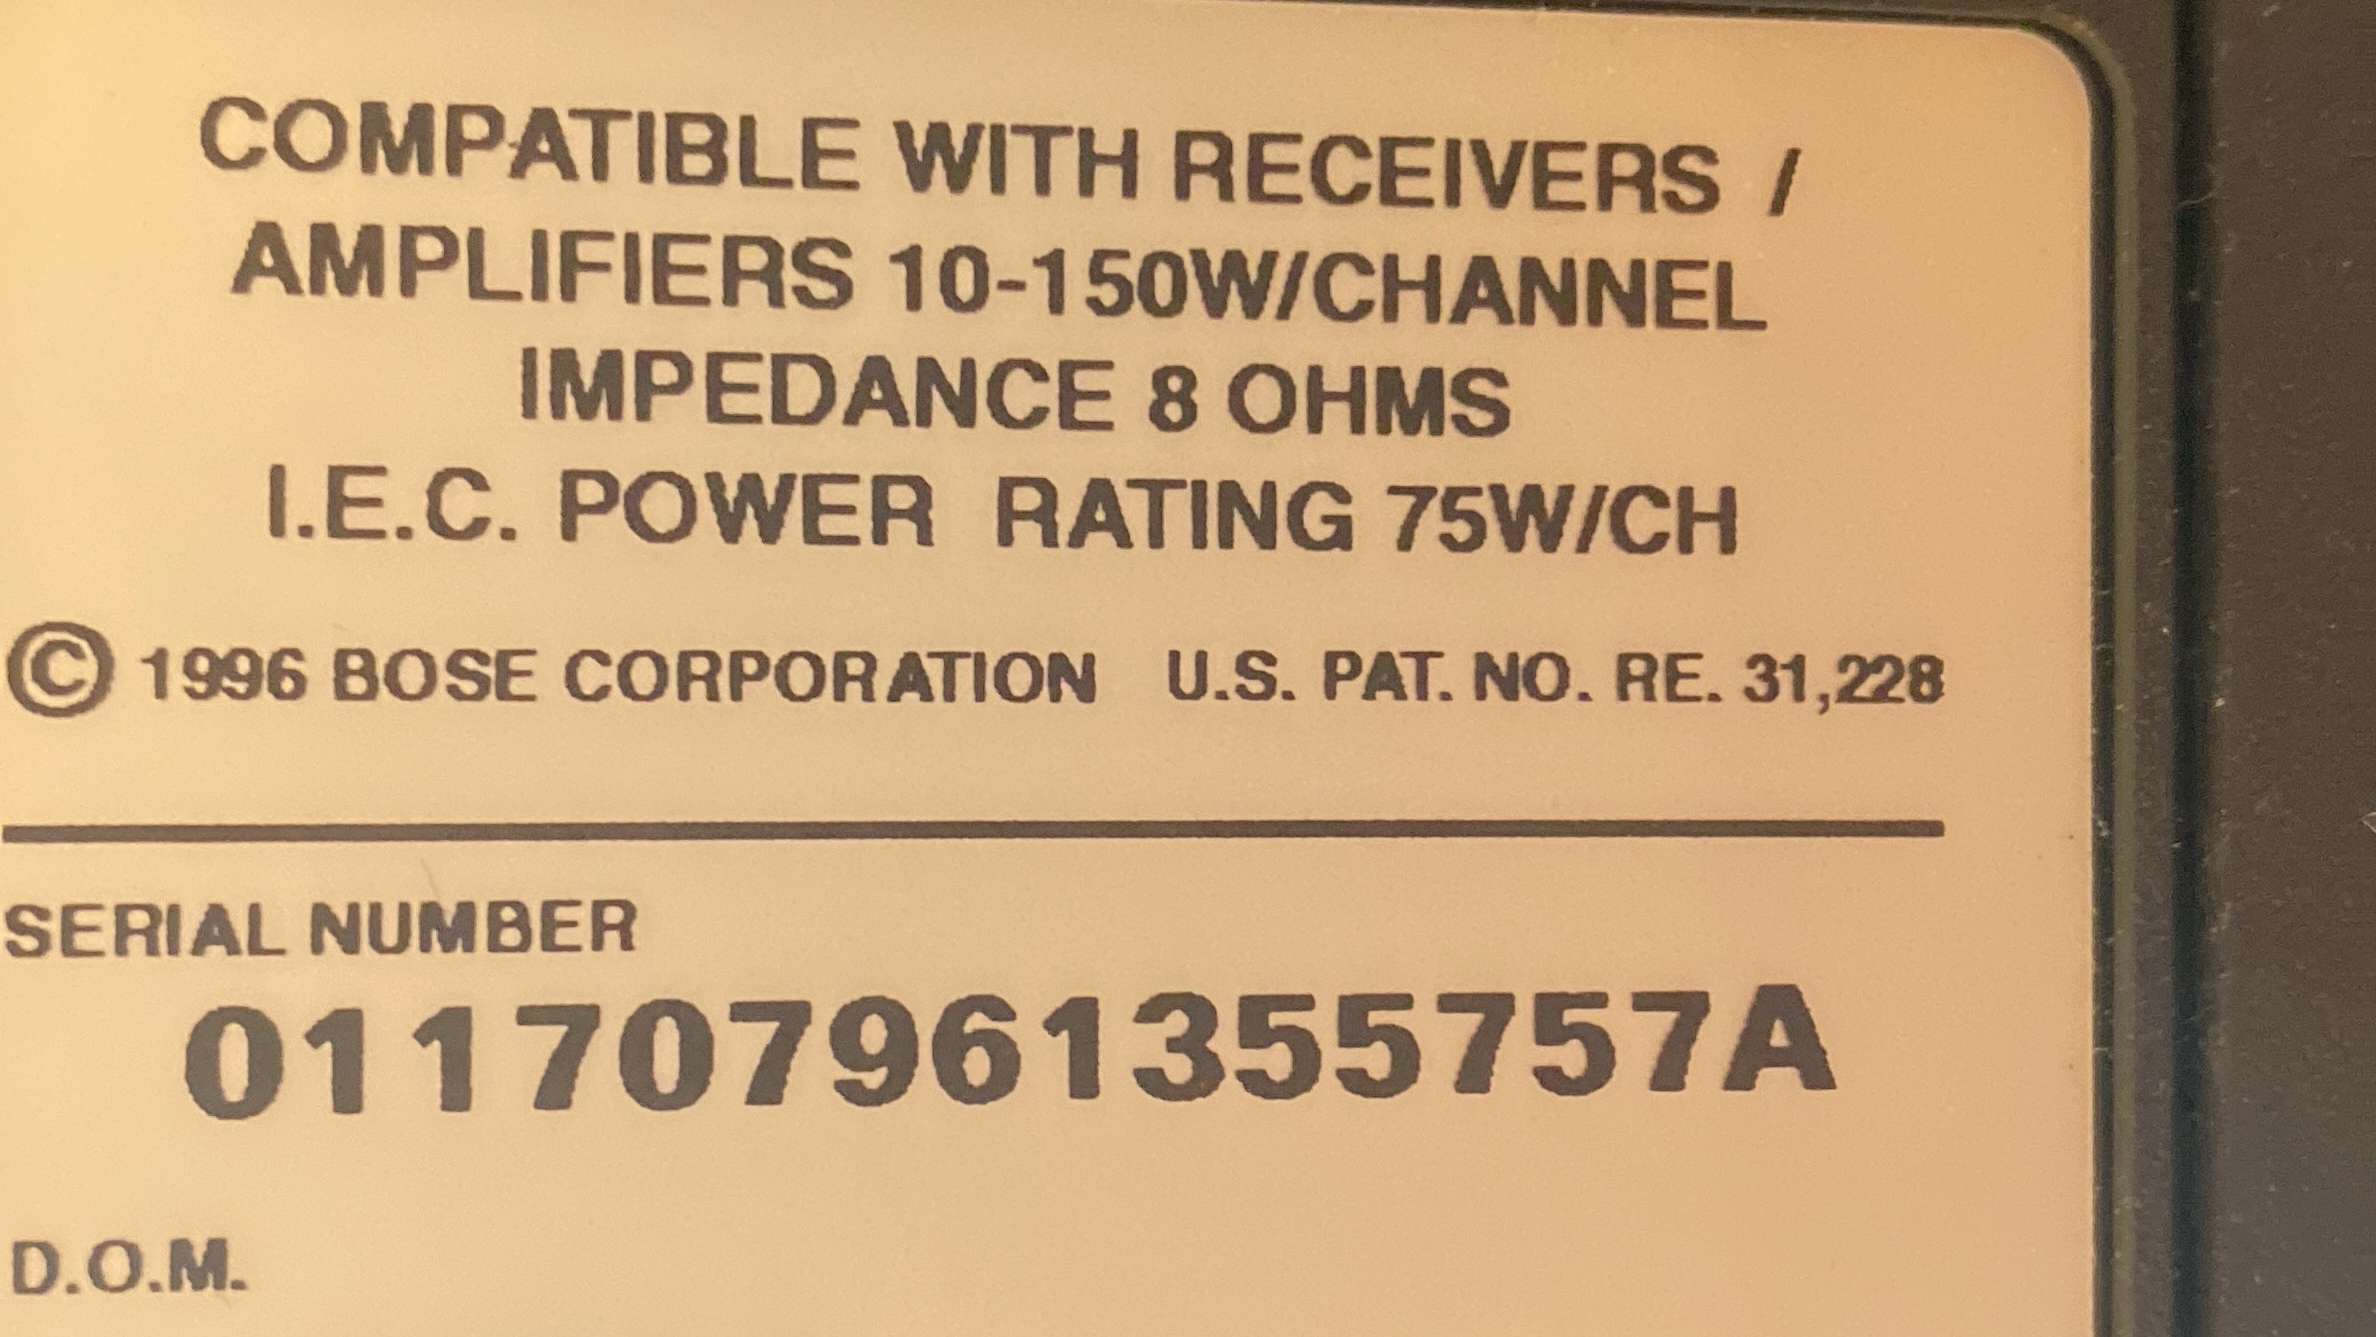 COMPATIBLE WITH RECEIVERS /
AMPLIFIERS 10-150W/CHANNEL
IMPEDANCE 8 OHMS
I.E.C. POWER RATING 75W/CH
© 1996 BOSE CORPORATION U.S. PAT. NO. RE. 31,228
SERIAL NUMBER
011707961355757A
D.O.M.